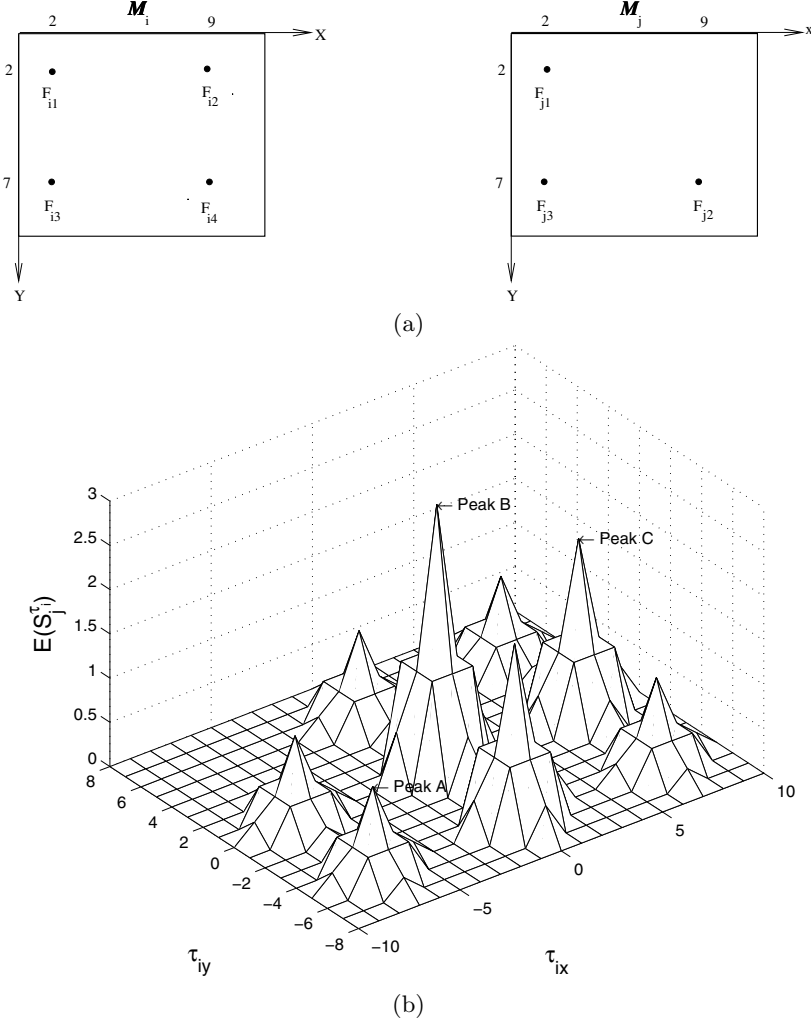 M_i
M_j
2 9 X
2 9 x
2
2
F_i1 F_i2
F_j1
7
7
F_i3 F_i4
F_j3 F_j2
Y
Y
(a)
3
2.5
2
1.5
1
0.5
0
E(S_j^τ_i)
Peak B
Peak C
Peak A
8
6
4
2
0
−2
−4
−6
−8
τ_iy
−10
−5
0
5
10
τ_ix
(b)